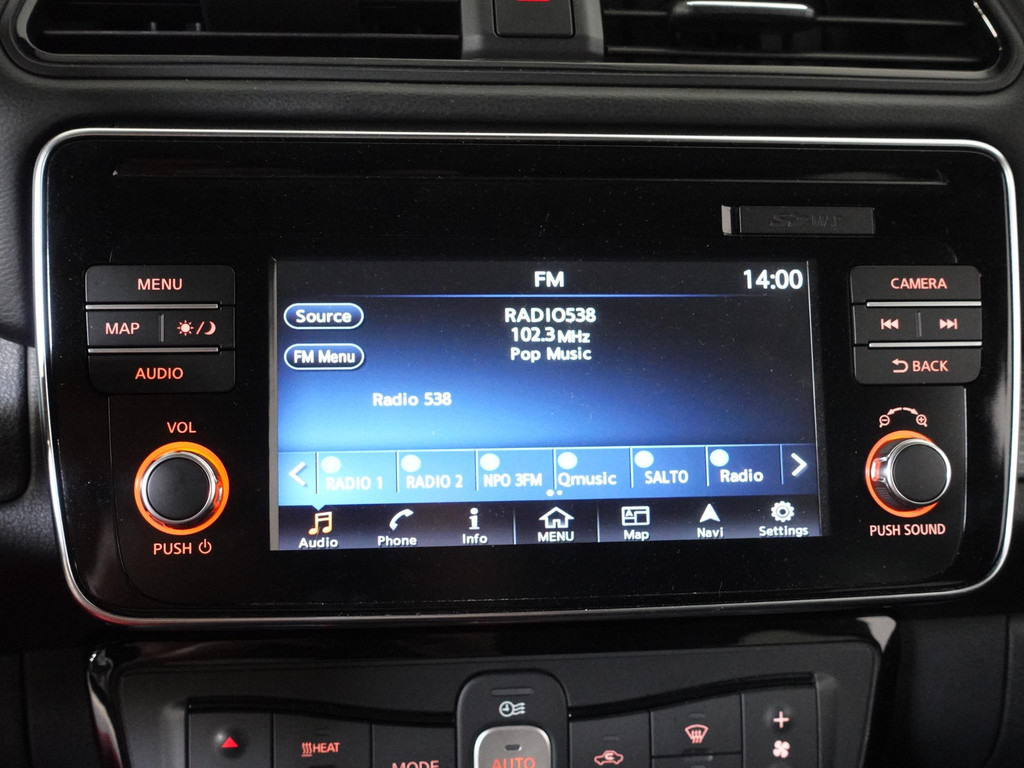 MENU
MAP
AUDIO
VOL
PUSH
FM
14:00
Source
RADIO538
102.3 MHz
FM Menu
Pop Music
Radio 538
RADIO 1
RADIO 2
NPO 3FM
Qmusic
SALTO
Radio
Audio
Phone
Info
MENU
Map
Navi
Settings
CAMERA
BACK
PUSH SOUND
HEAT
MODE
AUTO